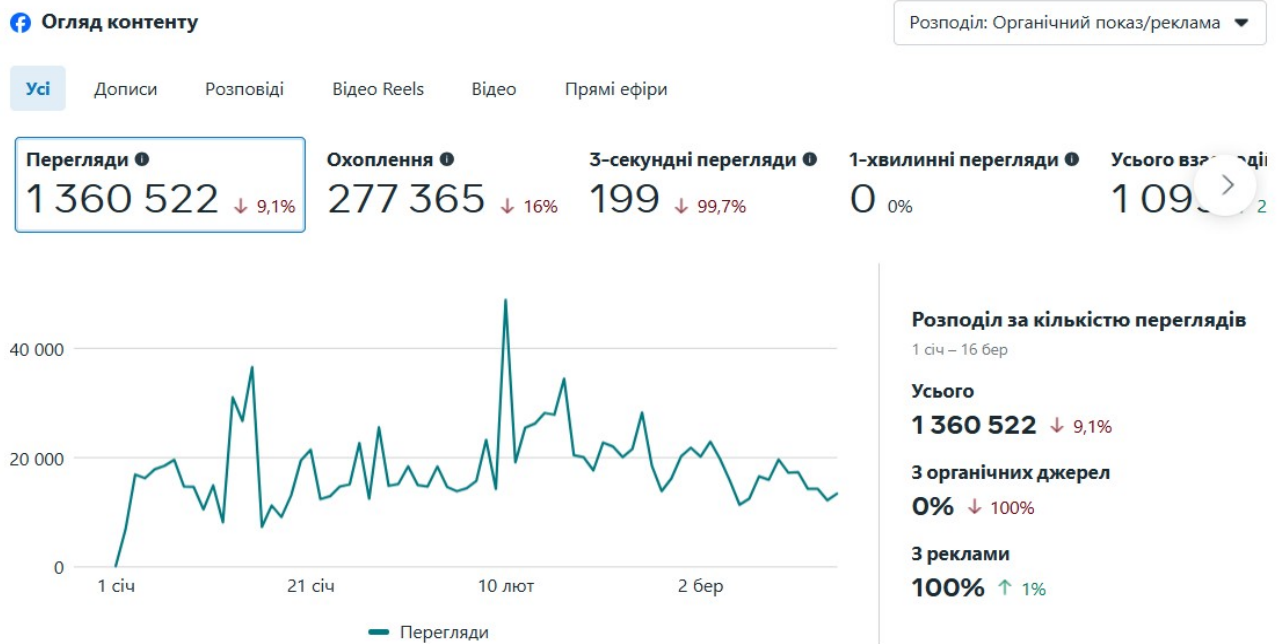 Огляд контенту
Розподіл: Органічний показ/реклама
Усі Дописи Розповіді Відео Reels Відео Прямі ефіри
Перегляди Охоплення 3-секундні перегляди 1-хвилинні перегляди Усього
1 360 522 ↓ 9,1% 277 365 ↓ 16% 199 ↓ 99,7% 0 0% 1 09
Розподіл за кількістю переглядів
1 січ – 16 бер
Усього
1 360 522 ↓ 9,1%
З органічних джерел
0% ↓ 100%
З реклами
100% ↑ 1%
40 000
20 000
0
1 січ 21 січ 10 лют 2 бер
Перегляди